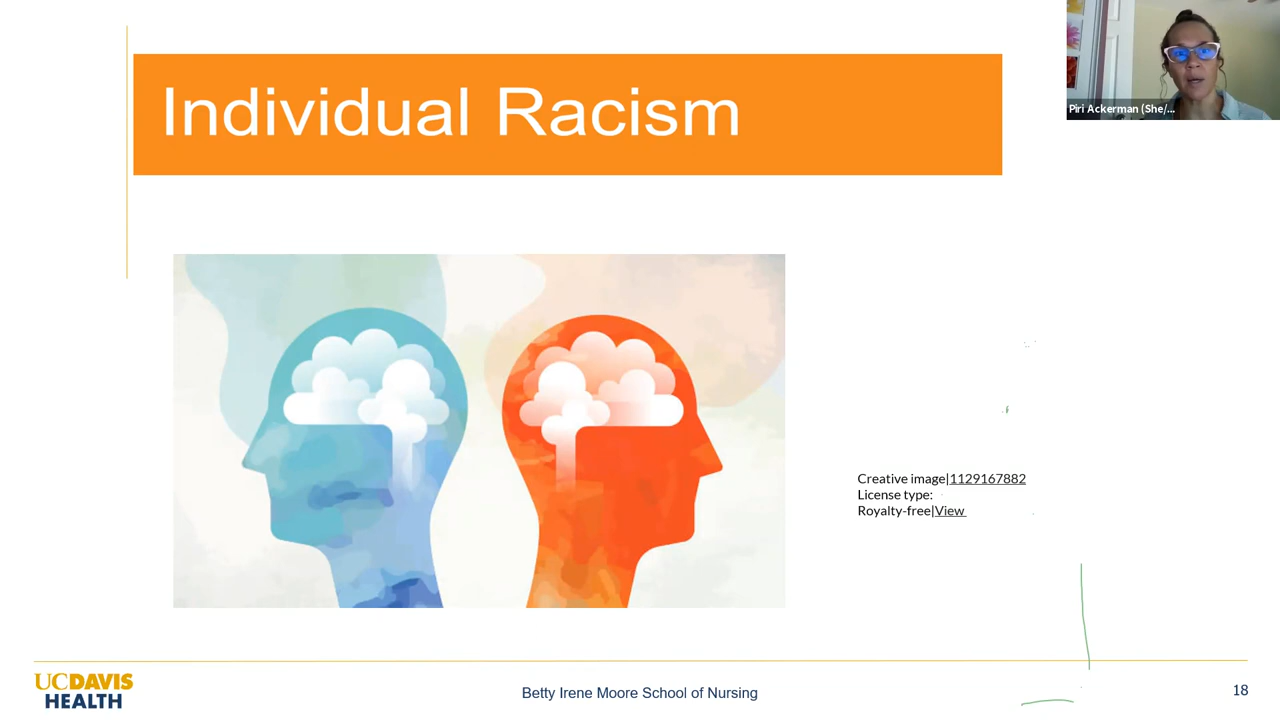 Individual Racism
Piri Ackerman (She/...
Creative image|1129167882
License type:
Royalty-free|View
UCDAVIS
HEALTH
Betty Irene Moore School of Nursing
18